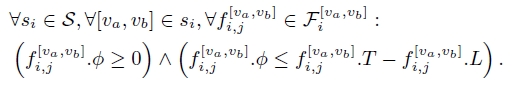 ∀s_i ∈ 𝒮, ∀[v_a, v_b] ∈ s_i, ∀f_{i,j}^{[v_a,v_b]} ∈ ℱ_i^{[v_a,v_b]} :
(f_{i,j}^{[v_a,v_b]}.ϕ ≥ 0) ∧ (f_{i,j}^{[v_a,v_b]}.ϕ ≤ f_{i,j}^{[v_a,v_b]}.T − f_{i,j}^{[v_a,v_b]}.L).